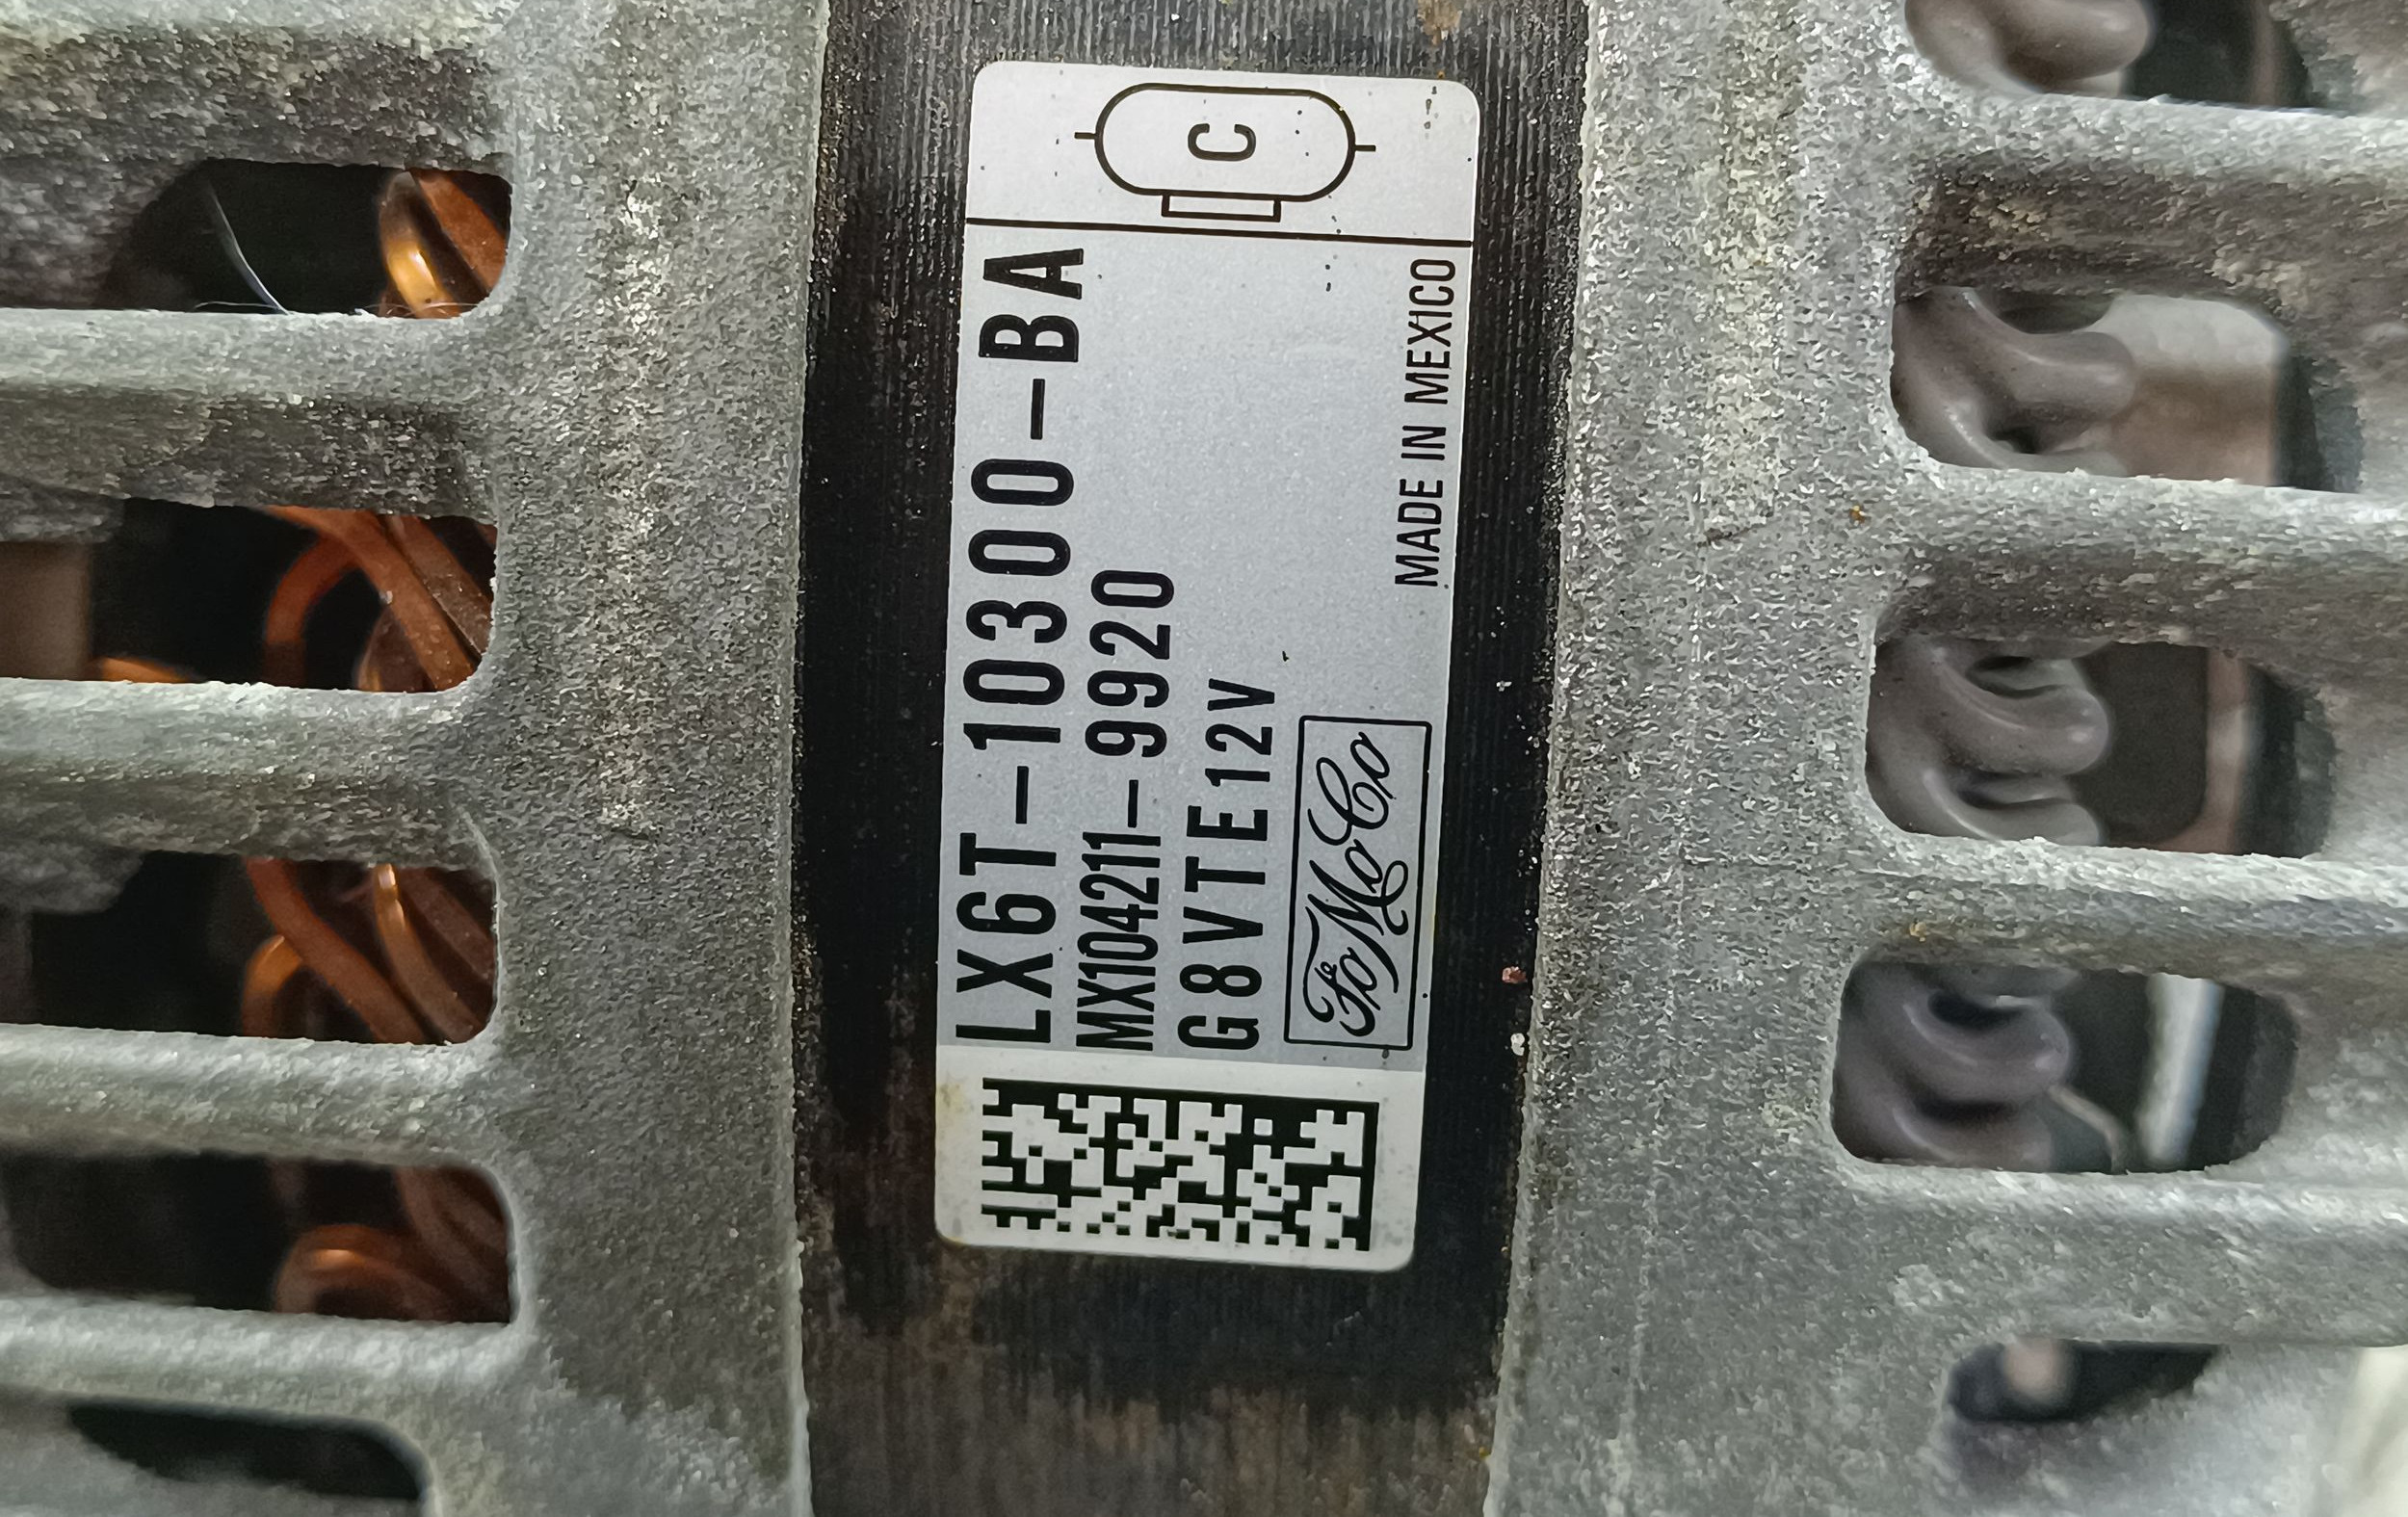 C
LX6T-10300-BA
MX104211-9920
G8VTE12V
FoMoCo
MADE IN MEXICO